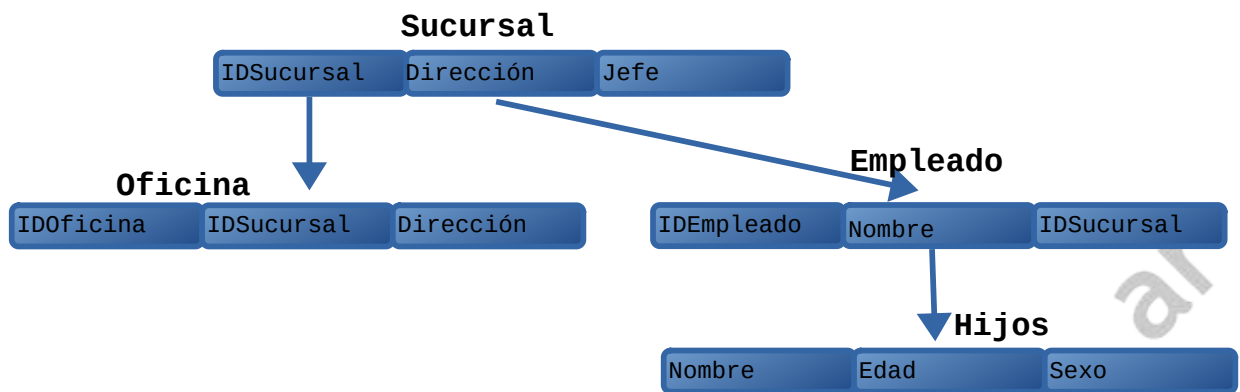 Sucursal
IDSucursal Dirección Jefe
Empleado
Oficina
IDOficina IDSucursal Dirección
IDEmpleado Nombre IDSucursal
Hijos
Nombre Edad Sexo